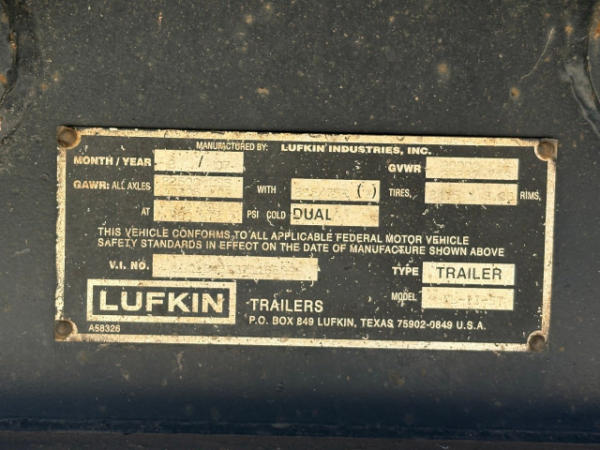 MANUFACTURED BY: LUFKIN INDUSTRIES, INC.
MONTH / YEAR / 07 GVWR
GAWR: ALL AXLES WITH ( ) TIRES, RIMS,
AT PSI COLD DUAL
THIS VEHICLE CONFORMS TO ALL APPLICABLE FEDERAL MOTOR VEHICLE
SAFETY STANDARDS IN EFFECT ON THE DATE OF MANUFACTURE SHOWN ABOVE
V.I. NO. TYPE TRAILER
LUFKIN TRAILERS MODEL
P.O. BOX 849 LUFKIN, TEXAS 75902-0849 U.S.A.
A58326